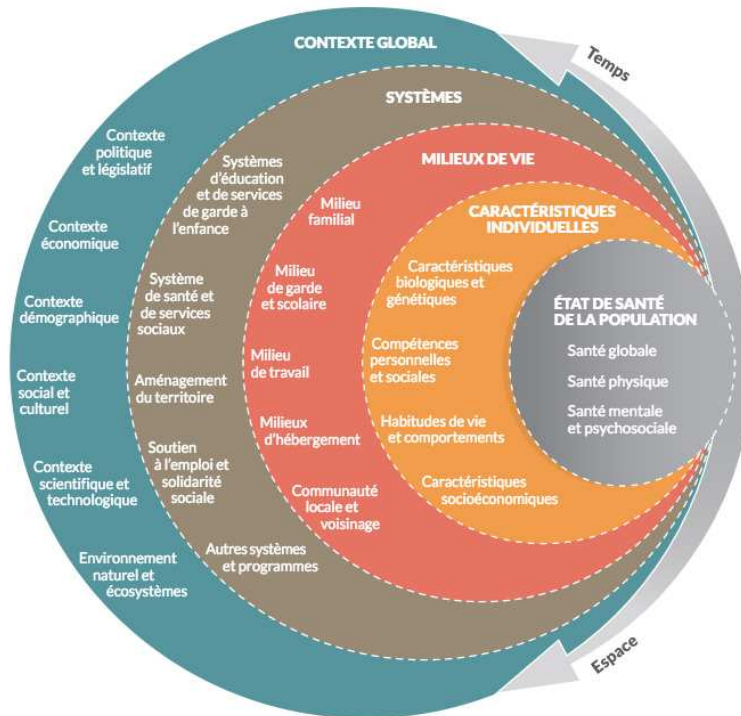 CONTEXTE GLOBAL
Temps
SYSTÈMES
MILIEUX DE VIE
CARACTÉRISTIQUES
INDIVIDUELLES
ÉTAT DE SANTÉ
DE LA POPULATION
Santé globale
Santé physique
Santé mentale
et psychosociale
Contexte
politique
et législatif
Contexte
économique
Contexte
démographique
Contexte
social et
culturel
Contexte
scientifique et
technologique
Environnement
naturel et
écosystèmes
Systèmes
d'éducation
et de services
de garde à
l'enfance
Système
de santé et
de services
sociaux
Aménagement
du territoire
Soutien
à l'emploi et
solidarité
sociale
Autres systèmes
et programmes
Milieu
familial
Milieu
de garde
et scolaire
Milieu
de travail
Milieux
d'hébergement
Communauté
locale et
voisinage
Caractéristiques
biologiques et
génétiques
Compétences
personnelles
et sociales
Habitudes de vie
et comportements
Caractéristiques
socioéconomiques
Espace